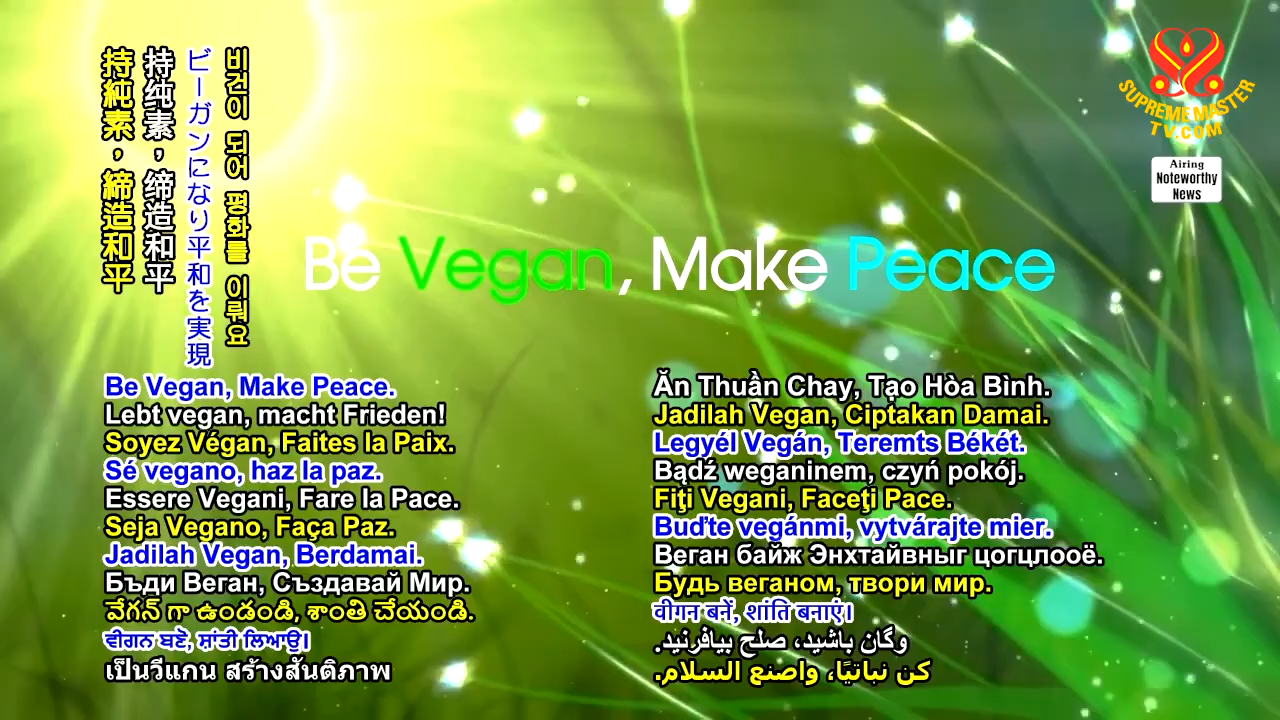 持純素，締造和平
持纯素，缔造和平
ビーガンになり平和を実現
비건이 되어 평화를 이뤄요
SUPREME MASTER
TV.COM
Airing
Noteworthy
News
Be Vegan, Make Peace
Be Vegan, Make Peace.
Lebt vegan, macht Frieden!
Soyez Végan, Faites la Paix.
Sé vegano, haz la paz.
Essere Vegani, Fare la Pace.
Seja Vegano, Faça Paz.
Jadilah Vegan, Berdamai.
Бъди Веган, Създавай Мир.
వేగన్ గా ఉండండి, శాంతి చేయండి.
ਵੀਗਨ ਬਣੋ, ਸ਼ਾਂਤੀ ਲਿਆਉ।
เป็นวีแกน สร้างสันติภาพ
Ăn Thuần Chay, Tạo Hòa Bình.
Jadilah Vegan, Ciptakan Damai.
Legyél Vegán, Teremts Békét.
Bądź weganinem, czyń pokój.
Fiţi Vegani, Faceţi Pace.
Buďte vegánmi, vytvárajte mier.
Веган байж Энхтайвныг цогцлооё.
Будь веганом, твори мир.
वीगन बनें, शांति बनाएं।
وگان باشید، صلح بیافرنید.
كن نباتيًا، واصنع السلام.